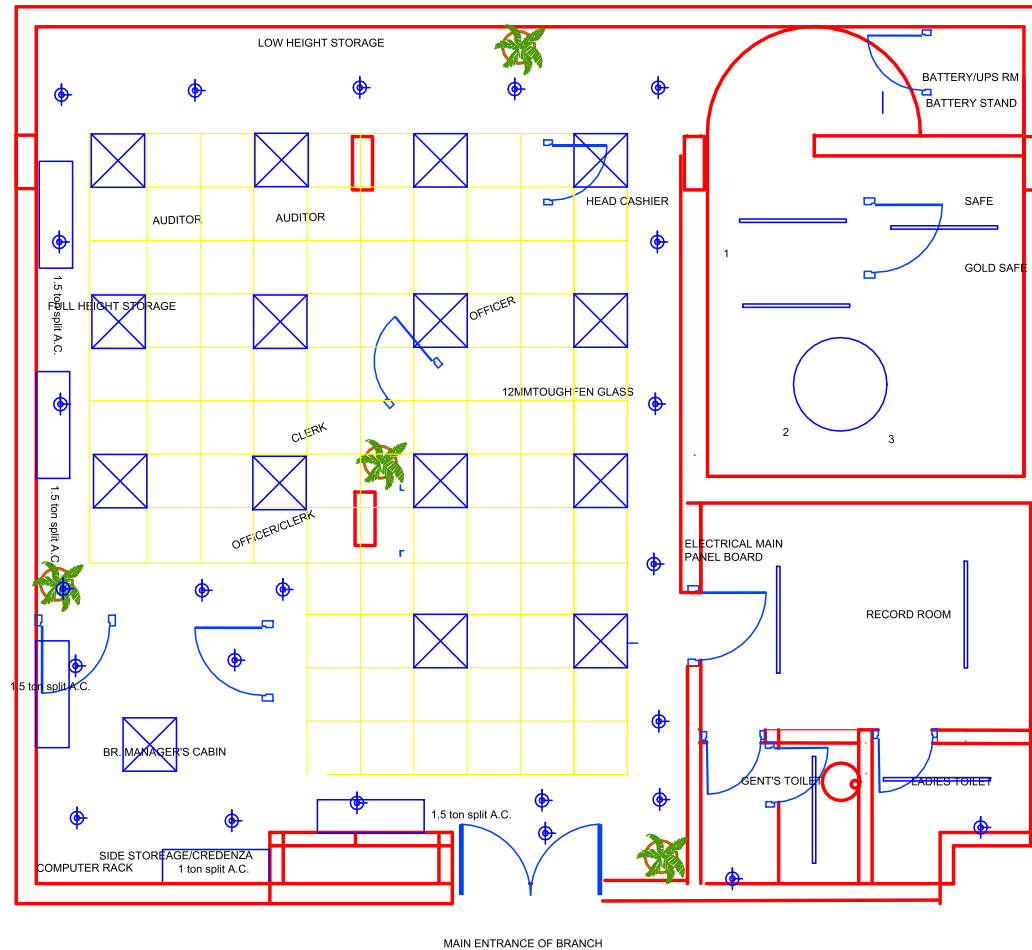 LOW HEIGHT STORAGE
BATTERY/UPS RM
BATTERY STAND
AUDITOR
AUDITOR
HEAD CASHIER
SAFE
1
GOLD SAFE
1.5 ton split A.C.
FULL HEIGHT STORAGE
OFFICER
12MMTOUGHFEN GLASS
CLERK
2
3
1.5 ton split A.C.
OFFICER/CLERK
ELECTRICAL MAIN
PANEL BOARD
RECORD ROOM
1.5 ton split A.C.
BR. MANAGER'S CABIN
GENT'S TOILET
LADIES TOILET
1.5 ton split A.C.
SIDE STOREAGE/CREDENZA
COMPUTER RACK
1 ton split A.C.
MAIN ENTRANCE OF BRANCH